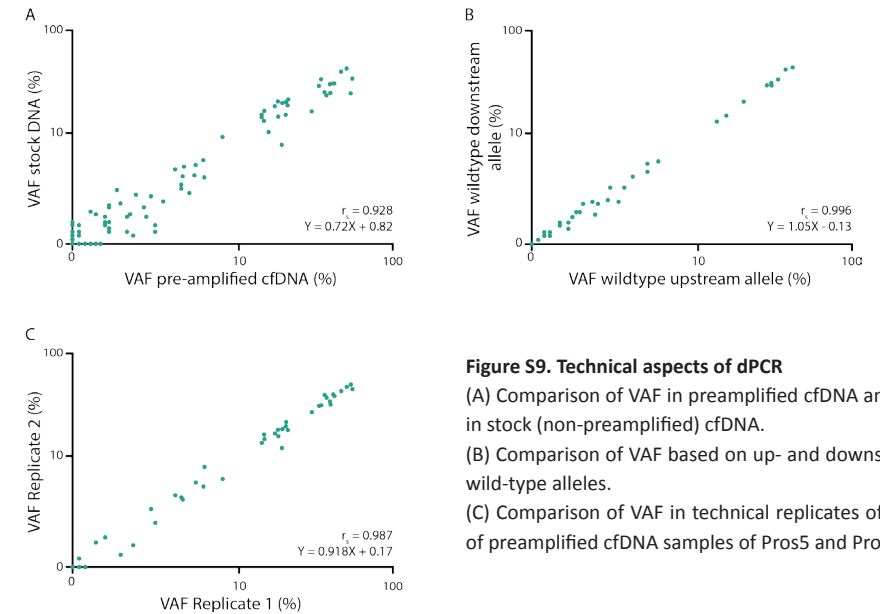 A
100
10
0
VAF stock DNA (%)
r_s = 0.928
Y = 0.72X + 0.82
0
10
100
VAF pre-amplified cfDNA (%)
B
100
10
0
VAF wildtype downstream
allele (%)
r_s = 0.996
Y = 1.05X - 0.13
0
10
100
VAF wildtype upstream allele (%)
C
100
10
0
VAF Replicate 2 (%)
r_s = 0.987
Y = 0.918X + 0.17
0
10
100
VAF Replicate 1 (%)
Figure S9. Technical aspects of dPCR
(A) Comparison of VAF in preamplified cfDNA an
in stock (non-preamplified) cfDNA.
(B) Comparison of VAF based on up- and downs
wild-type alleles.
(C) Comparison of VAF in technical replicates of
of preamplified cfDNA samples of Pros5 and Pro